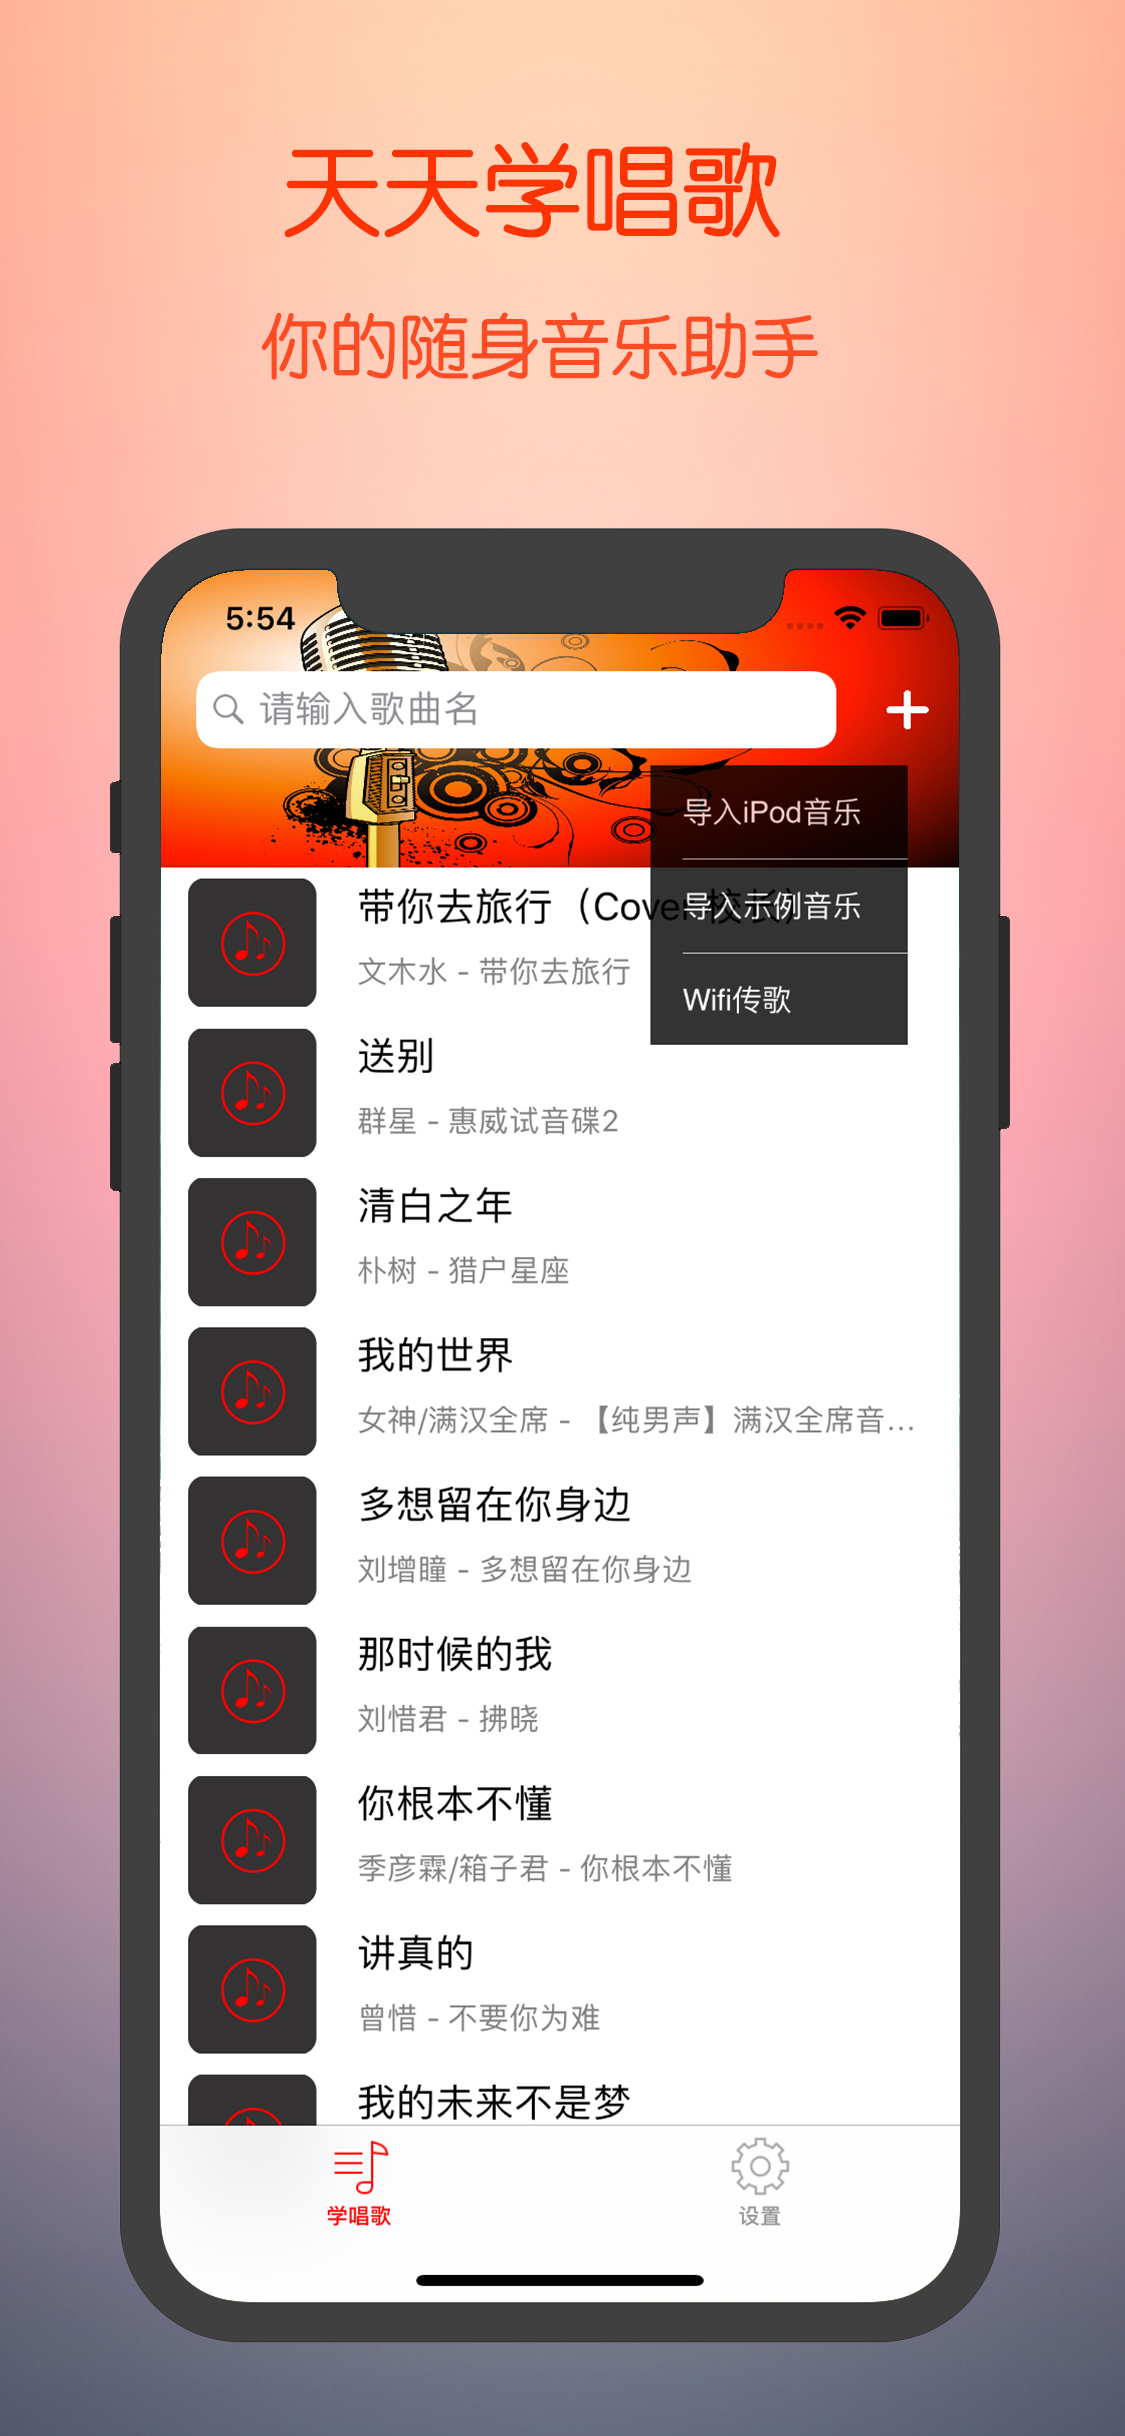 天天学唱歌
你的随身音乐助手
5:54
请输入歌曲名
导入iPod音乐
导入示例音乐
Wifi传歌
带你去旅行（Cover 校长）
文木水 - 带你去旅行
送别
群星 - 惠威试音碟2
清白之年
朴树 - 猎户星座
我的世界
女神/满汉全席 - 【纯男声】满汉全席音...
多想留在你身边
刘增瞳 - 多想留在你身边
那时候的我
刘惜君 - 拂晓
你根本不懂
季彦霖/箱子君 - 你根本不懂
讲真的
曾惜 - 不要你为难
我的未来不是梦
学唱歌
设置